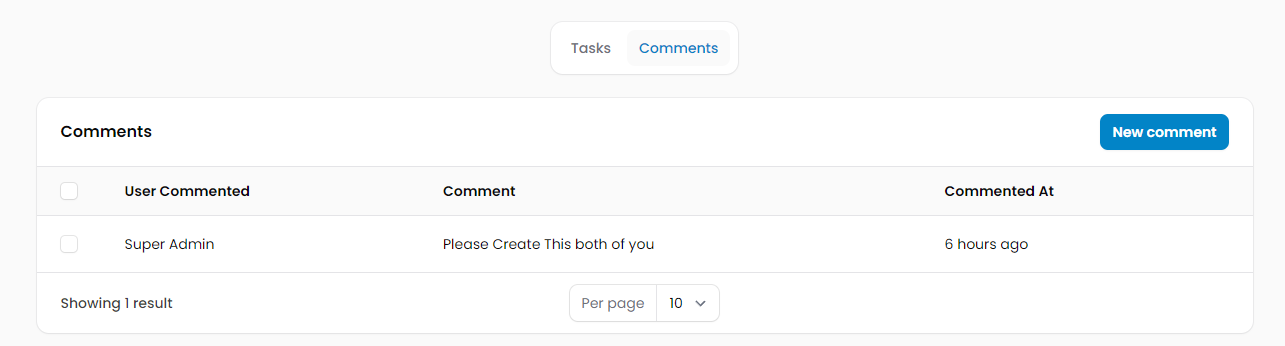 Tasks Comments
Comments New comment
User Commented Comment Commented At
Super Admin Please Create This both of you 6 hours ago
Showing 1 result Per page 10